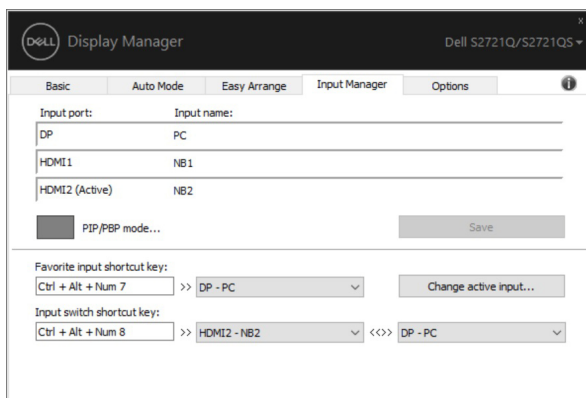 DELL Display Manager
x
Dell S2721Q/S2721QS
Basic Auto Mode Easy Arrange Input Manager Options i
Input port: Input name:
DP PC
HDMI1 NB1
HDMI2 (Active) NB2
PIP/PBP mode... Save
Favorite input shortcut key:
Ctrl + Alt + Num 7 >> DP - PC Change active input...
Input switch shortcut key:
Ctrl + Alt + Num 8 >> HDMI2 - NB2 <<>> DP - PC